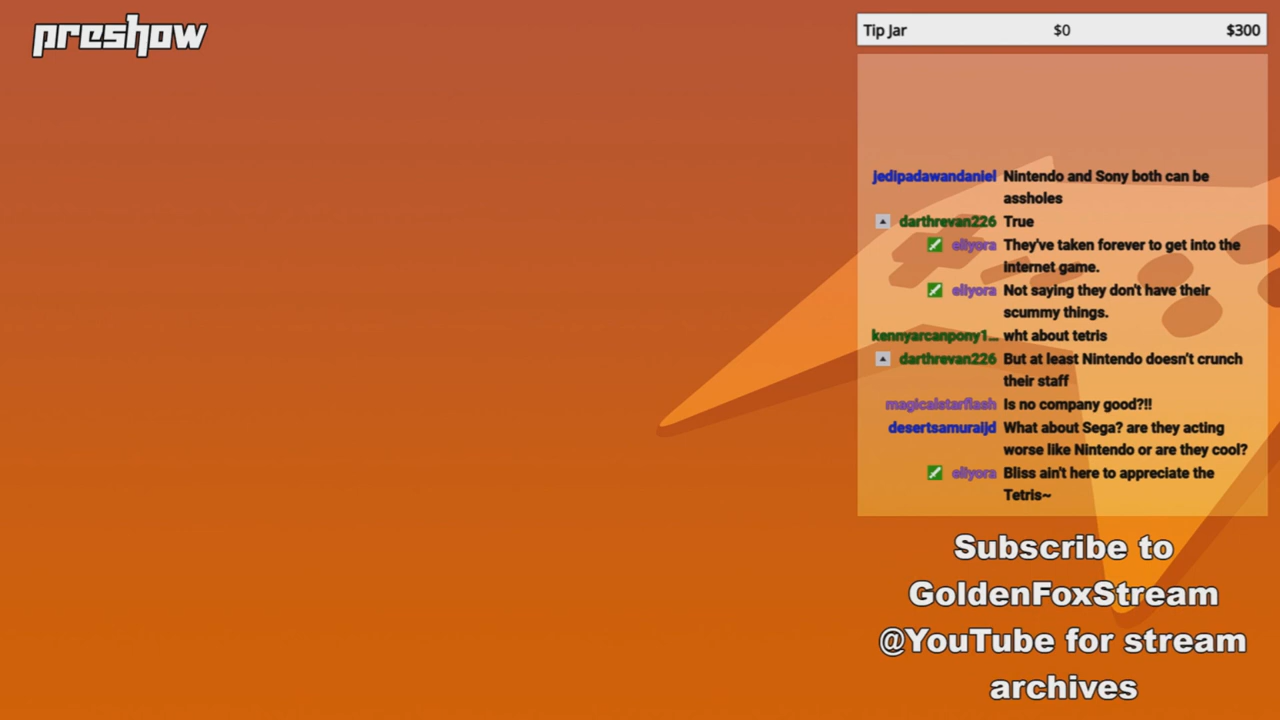 preshow
Tip Jar $0 $300
jedipadawandaniel Nintendo and Sony both can be
assholes
darthrevan226 True
ellyora They've taken forever to get into the
internet game.
ellyora Not saying they don't have their
scummy things.
kennyarcanpony1... wht about tetris
darthrevan226 But at least Nintendo doesn't crunch
their staff
magicalstarflash Is no company good?!!
desertsamuraijd What about Sega? are they acting
worse like Nintendo or are they cool?
ellyora Bliss ain't here to appreciate the
Tetris~
Subscribe to
GoldenFoxStream
@YouTube for stream
archives